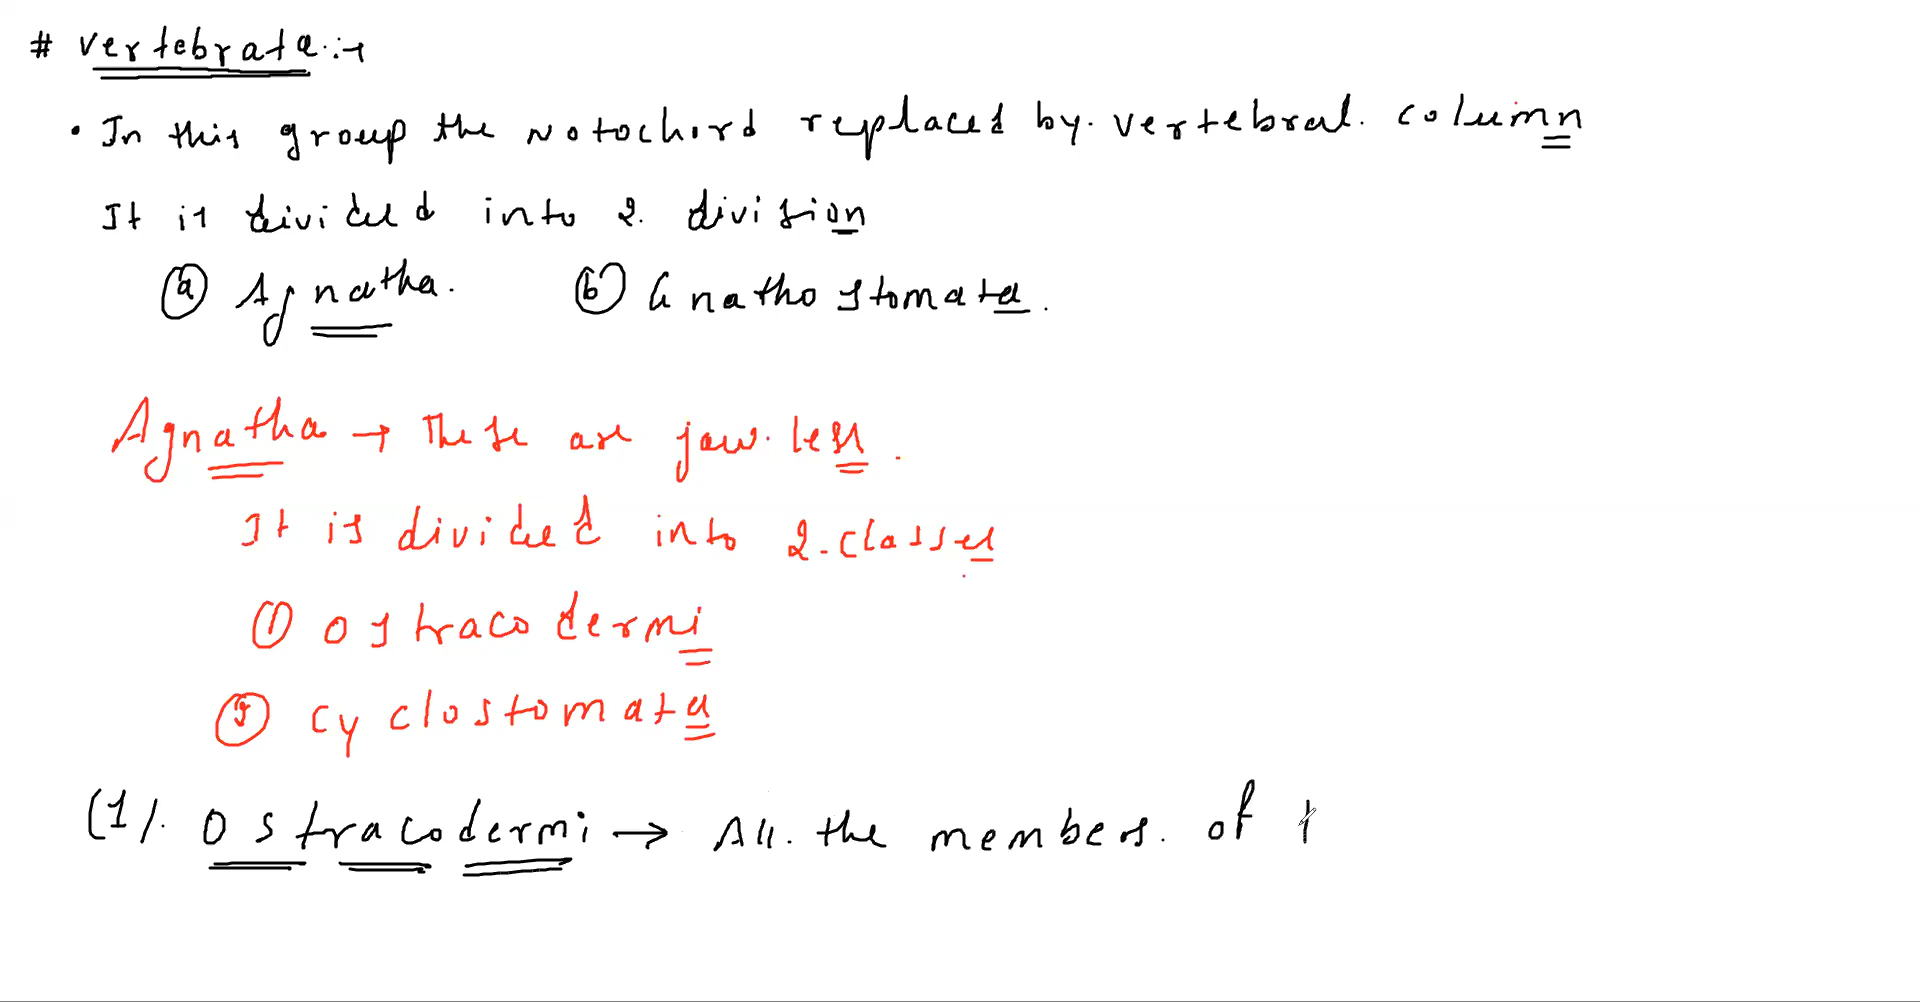 # Vertebrata :→
• In this group the Notochord replaced by. vertebral. column
It is divided into 2. division
(a) Agnatha. (b) Gnathostomata.
Agnatha → These are jaw. less.
It is divided into 2. classes
(1) Ostracodermi
(2) Cyclostomata
(1). Ostracodermi → All. the members. of t